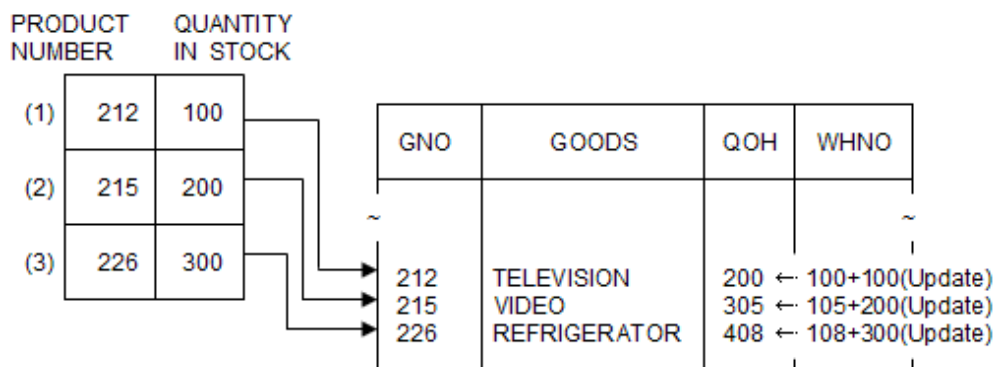 PRODUCT NUMBER
QUANTITY IN STOCK
(1) 212 100
(2) 215 200
(3) 226 300
GNO GOODS QOH WHNO
~ ~
212 TELEVISION 200 ← 100+100(Update)
215 VIDEO 305 ← 105+200(Update)
226 REFRIGERATOR 408 ← 108+300(Update)